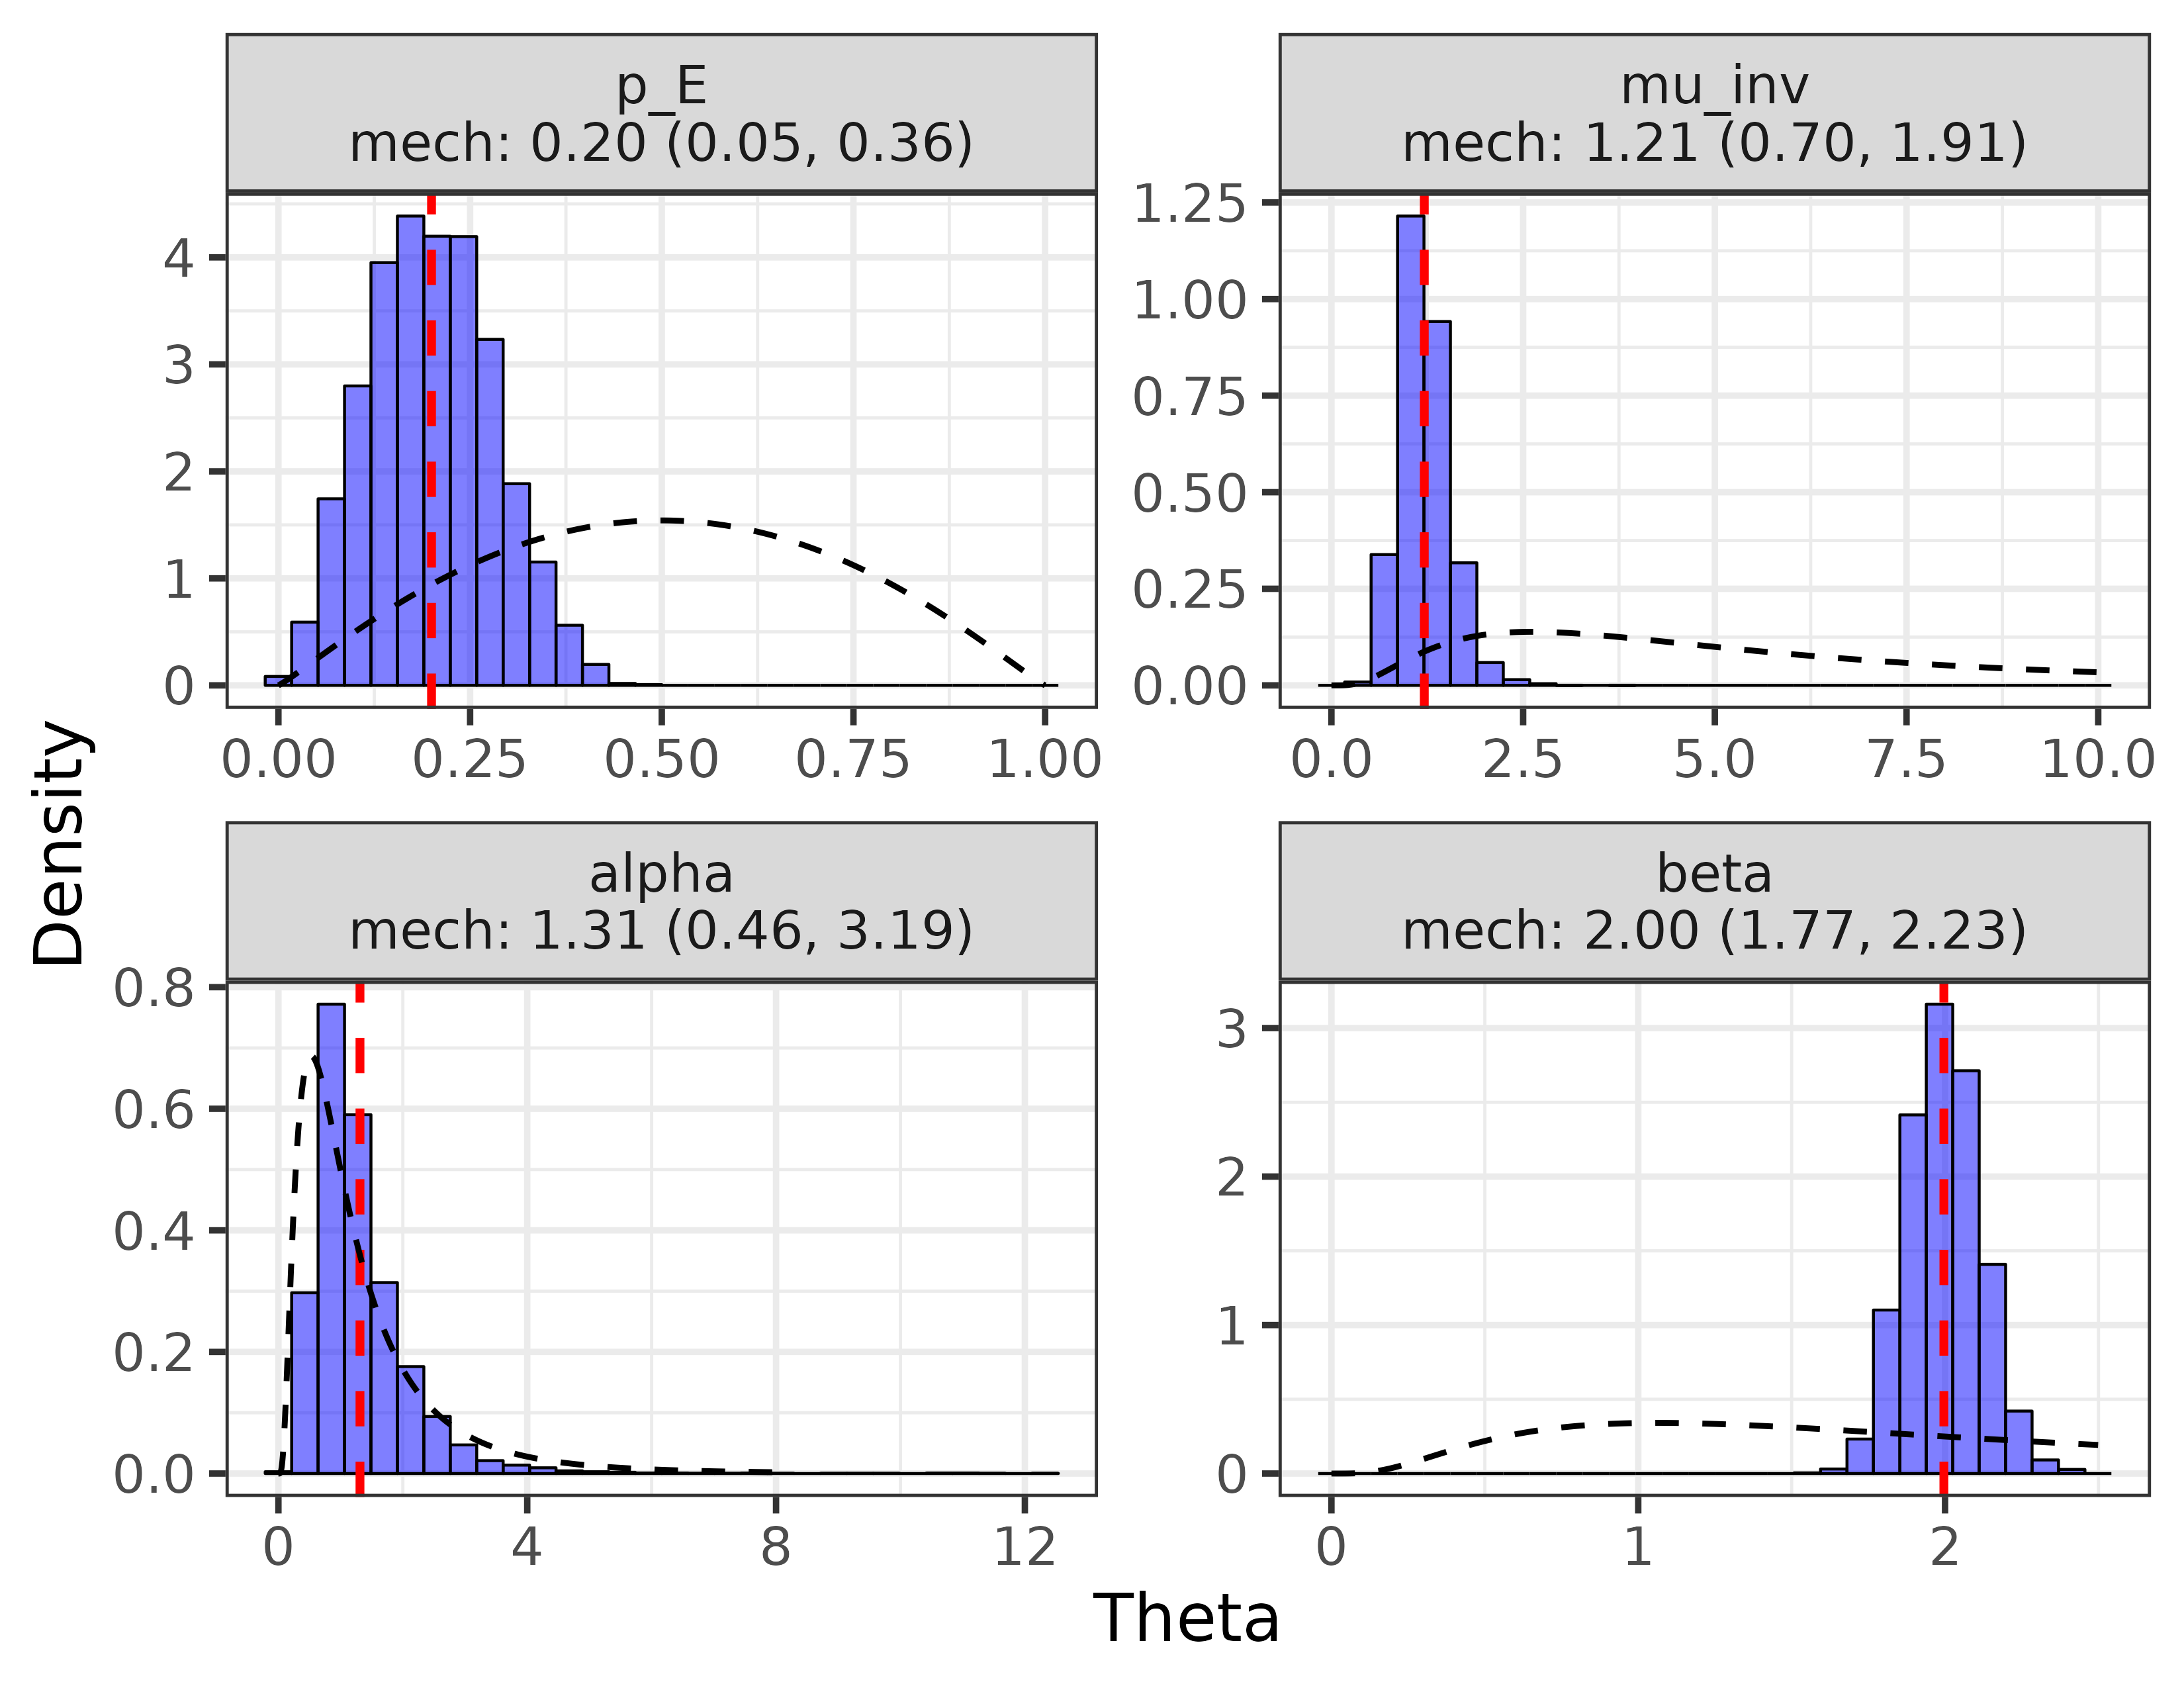 p_E
mech: 0.20 (0.05, 0.36)
mu_inv
mech: 1.21 (0.70, 1.91)
4
3
2
1
0
0.00 0.25 0.50 0.75 1.00
1.25
1.00
0.75
0.50
0.25
0.00
0.0 2.5 5.0 7.5 10.0
alpha
mech: 1.31 (0.46, 3.19)
beta
mech: 2.00 (1.77, 2.23)
0.8
0.6
0.4
0.2
0.0
0 4 8 12
3
2
1
0
0 1 2
Density
Theta